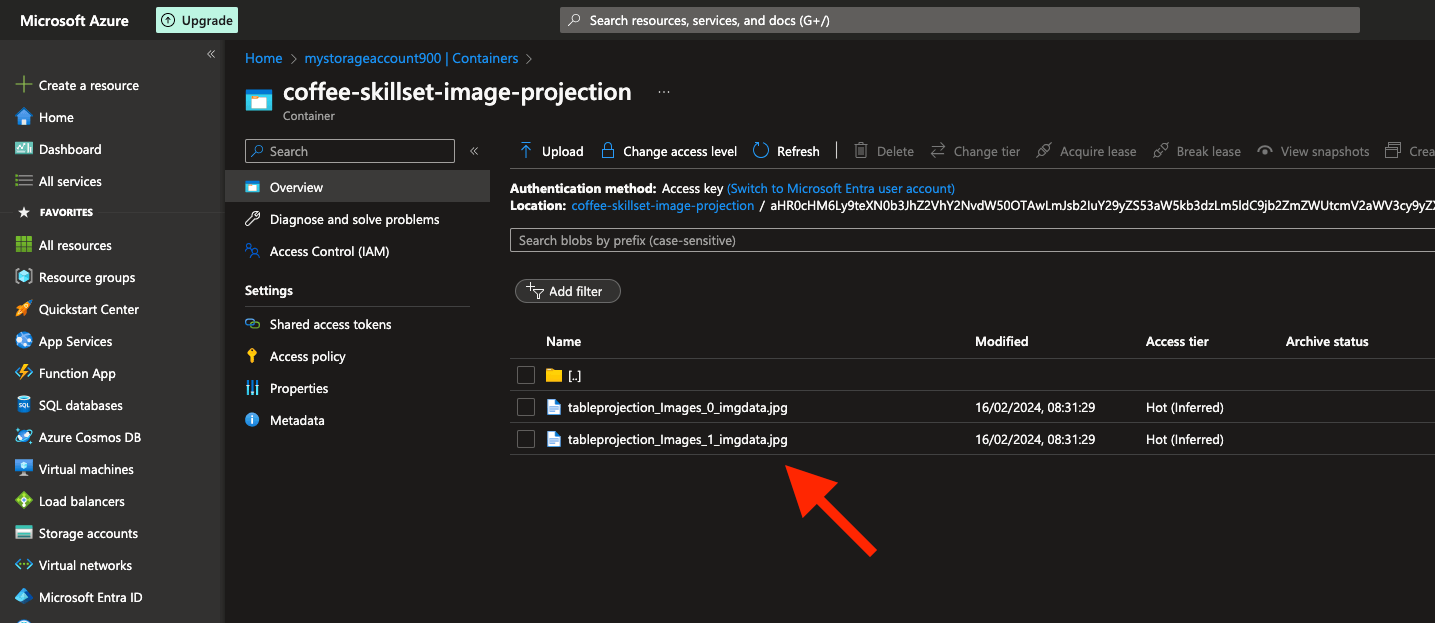 Microsoft Azure
Upgrade
Search resources, services, and docs (G+/)
«
Create a resource
Home
Dashboard
All services
FAVORITES
All resources
Resource groups
Quickstart Center
App Services
Function App
SQL databases
Azure Cosmos DB
Virtual machines
Load balancers
Storage accounts
Virtual networks
Microsoft Entra ID
Home > mystorageaccount900 | Containers >
coffee-skillset-image-projection ...
Container
Search
«
Overview
Diagnose and solve problems
Access Control (IAM)
Settings
Shared access tokens
Access policy
Properties
Metadata
Upload Change access level Refresh | Delete Change tier Acquire lease Break lease View snapshots Crea
Authentication method: Access key (Switch to Microsoft Entra user account)
Location: coffee-skillset-image-projection /
Search blobs by prefix (case-sensitive)
Add filter
Name Modified Access tier Archive status
[..]
tableprojection_Images_0_imgdata.jpg 16/02/2024, 08:31:29 Hot (Inferred)
tableprojection_Images_1_imgdata.jpg 16/02/2024, 08:31:29 Hot (Inferred)